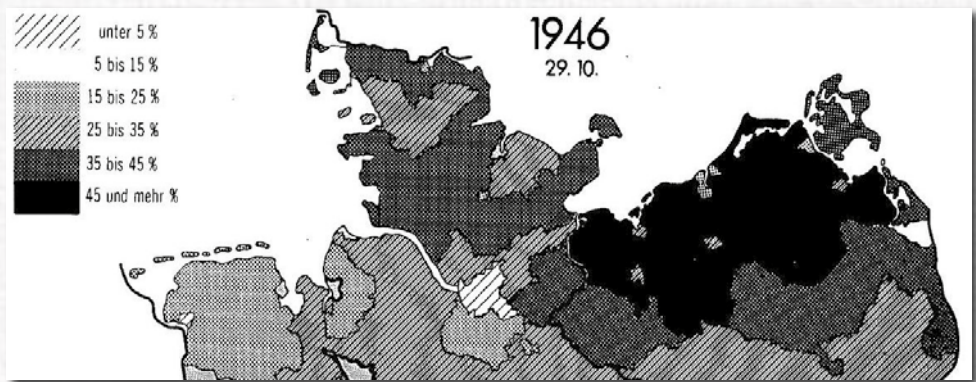 unter 5 %
5 bis 15 %
15 bis 25 %
25 bis 35 %
35 bis 45 %
45 und mehr %
1946
29. 10.